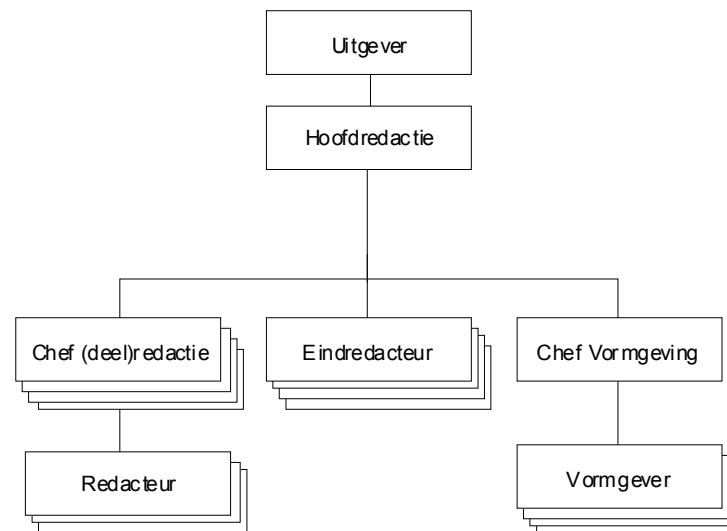 Uitgever
Hoofdredactie
Chef (deel)redactie
Eindredacteur
Chef Vormgeving
Redacteur
Vormgever